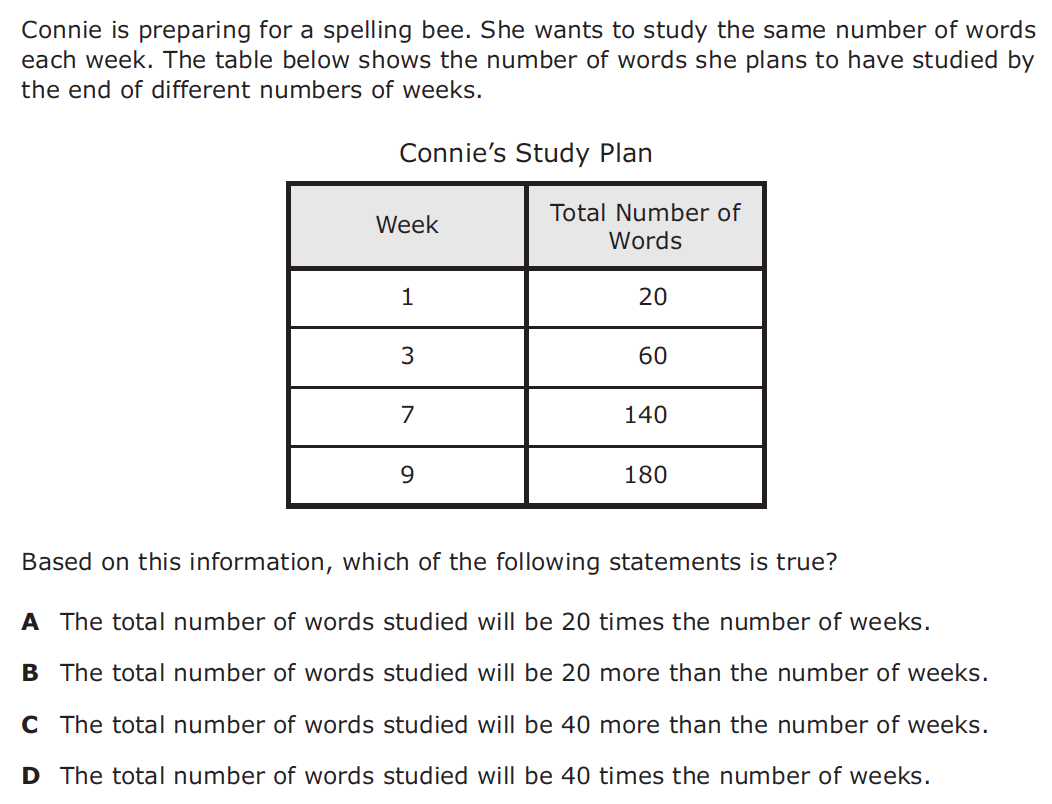 Connie is preparing for a spelling bee. She wants to study the same number of words
each week. The table below shows the number of words she plans to have studied by
the end of different numbers of weeks.
Connie’s Study Plan
Week
Total Number of
Words
1 20
3 60
7 140
9 180
Based on this information, which of the following statements is true?
A The total number of words studied will be 20 times the number of weeks.
B The total number of words studied will be 20 more than the number of weeks.
C The total number of words studied will be 40 more than the number of weeks.
D The total number of words studied will be 40 times the number of weeks.